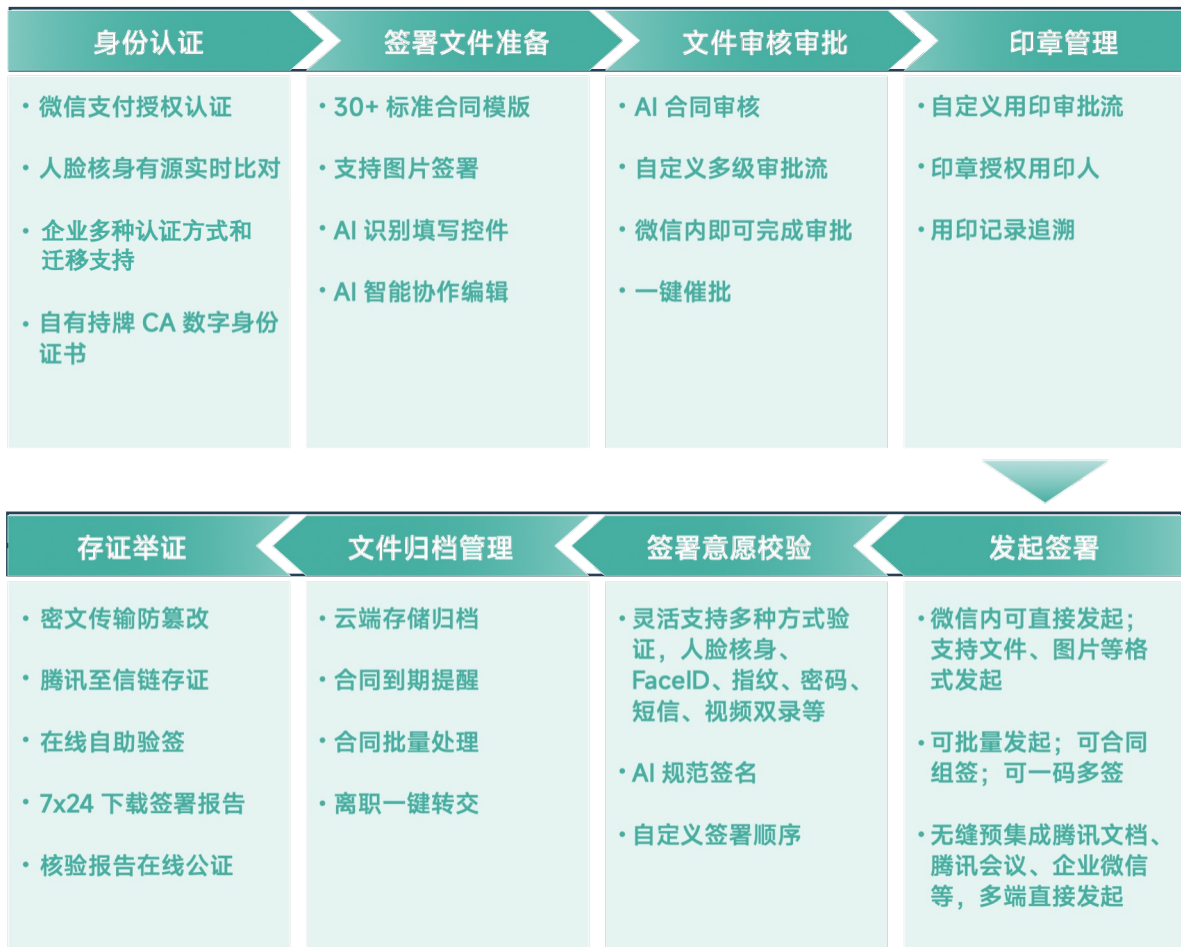 身份认证
• 微信支付授权认证
• 人脸核身有源实时比对
• 企业多种认证方式和
迁移支持
• 自有持牌 CA 数字身份
证书
签署文件准备
• 30+ 标准合同模版
• 支持图片签署
• AI 识别填写控件
• AI 智能协作编辑
文件审核审批
• AI 合同审核
• 自定义多级审批流
• 微信内即可完成审批
• 一键催批
印章管理
• 自定义用印审批流
• 印章授权用印人
• 用印记录追溯
发起签署
• 微信内可直接发起；
支持文件、图片等格
式发起
• 可批量发起；可合同
组签；可一码多签
• 无缝预集成腾讯文档、
腾讯会议、企业微信
等，多端直接发起
签署意愿校验
• 灵活支持多种方式验
证，人脸核身、
FaceID、指纹、密码、
短信、视频双录等
• AI 规范签名
• 自定义签署顺序
文件归档管理
• 云端存储归档
• 合同到期提醒
• 合同批量处理
• 离职一键转交
存证举证
• 密文传输防篡改
• 腾讯至信链存证
• 在线自助验签
• 7x24 下载签署报告
• 核验报告在线公证